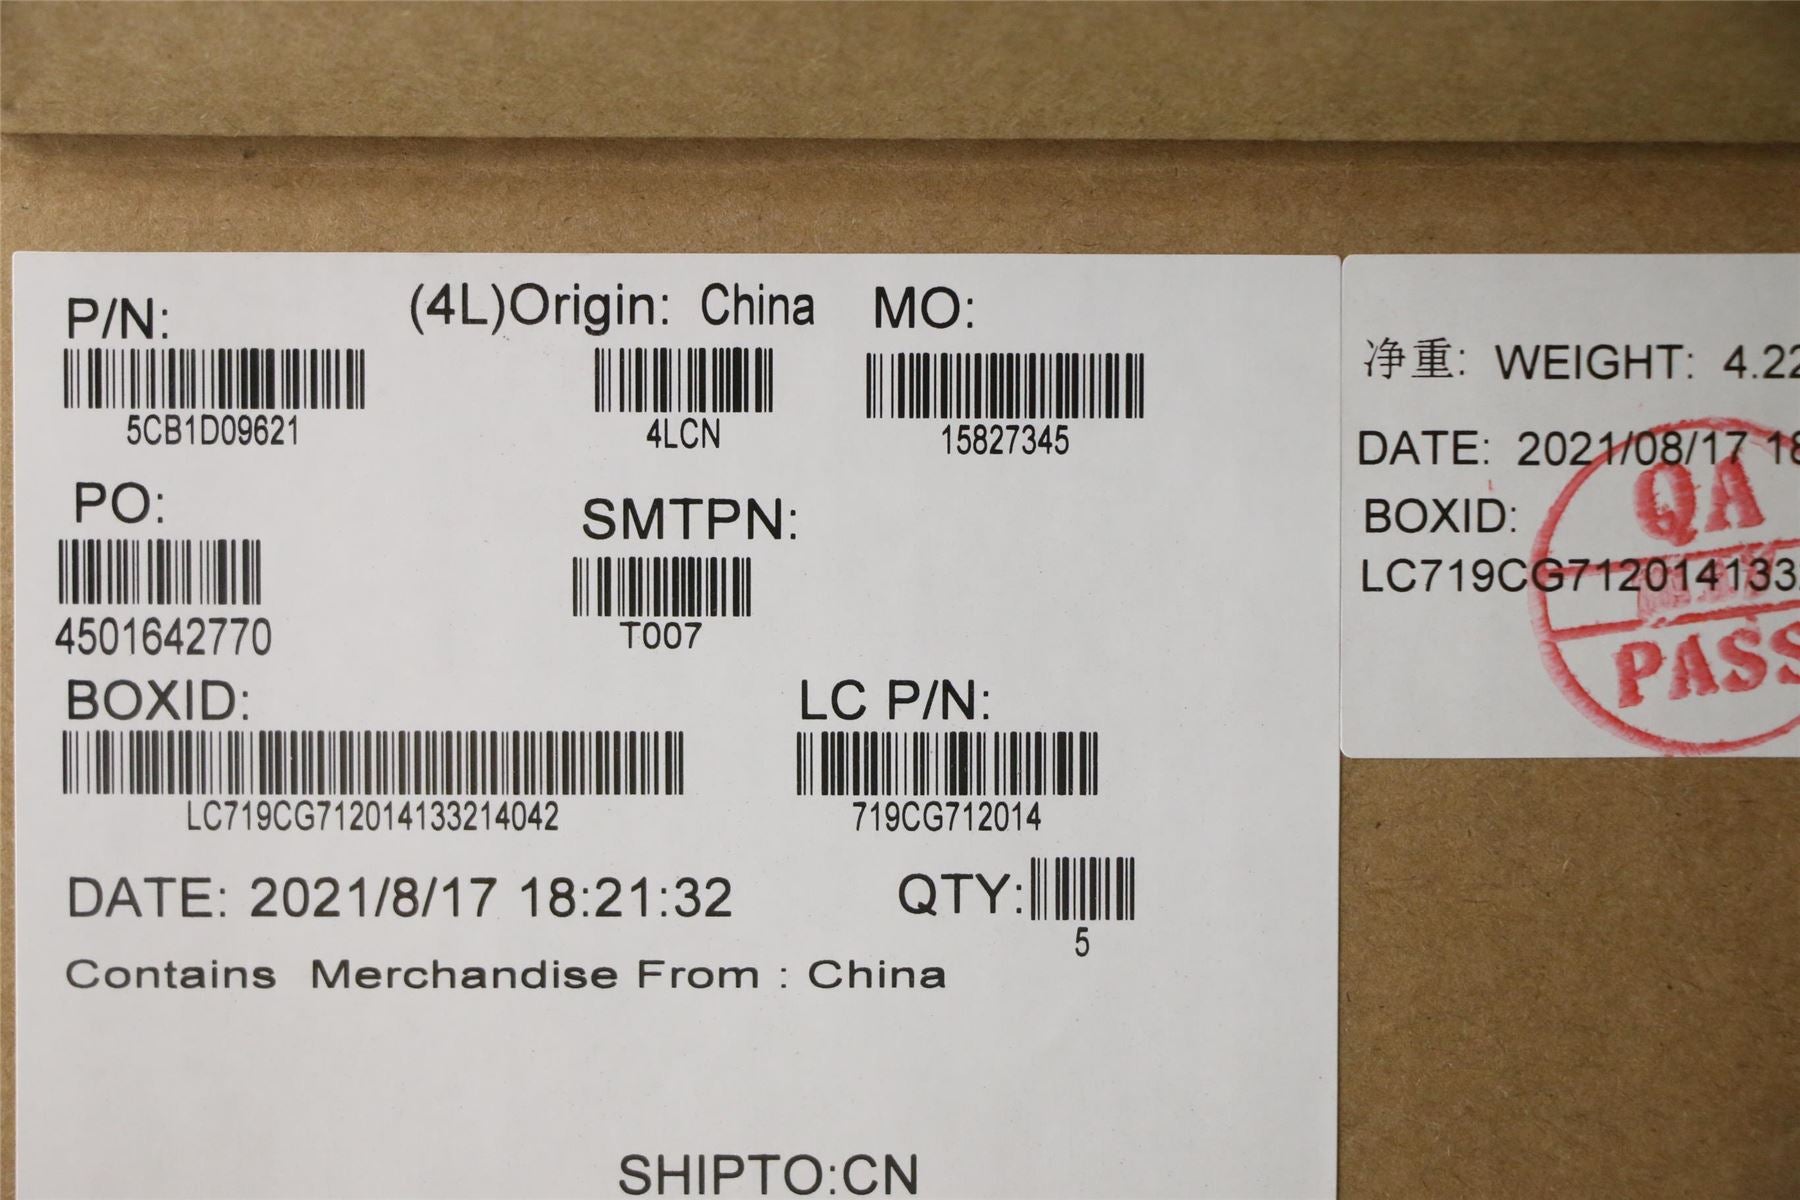 P/N: (4L)Origin: China MO:
5CB1D09621 4LCN 15827345
PO: SMTPN:
4501642770 T007
BOXID: LC P/N:
LC719CG712014133214042 719CG712014
DATE: 2021/8/17 18:21:32 QTY:
5
Contains Merchandise From : China
SHIPTO:CN
净重: WEIGHT: 4.22
DATE: 2021/08/17 18
BOXID:
LC719CG712014133
QA
PASS